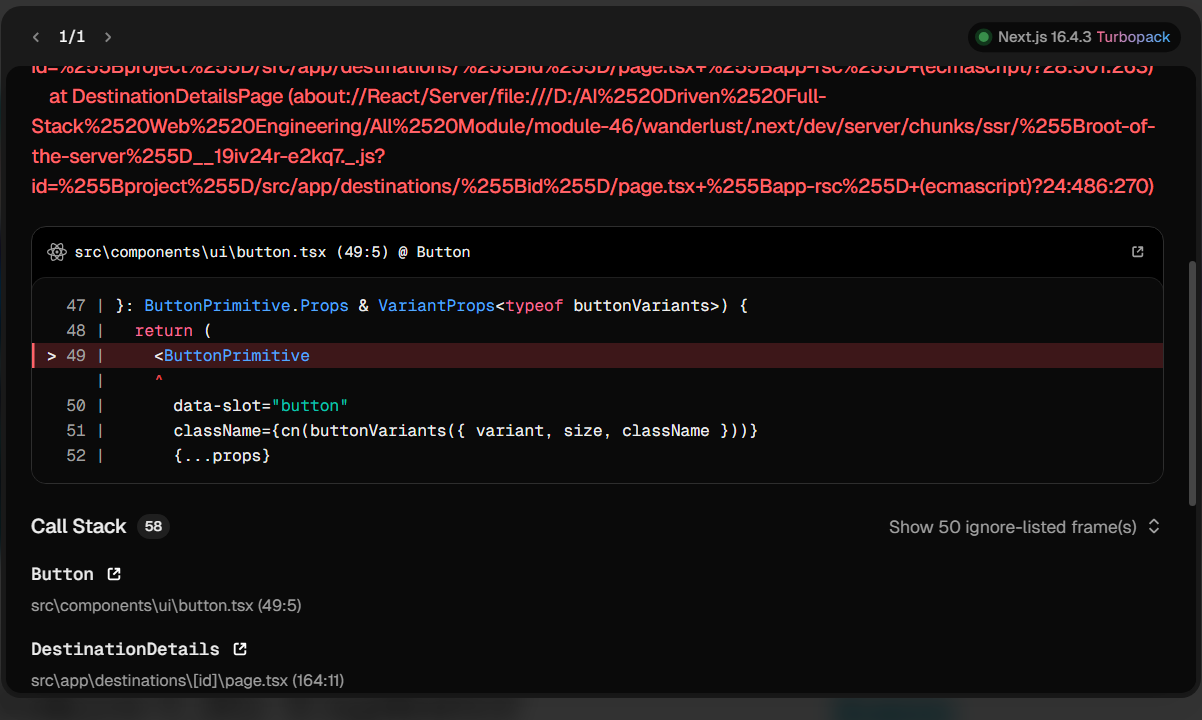 1/1
Next.js 16.4.3 Turbopack
id=%255Bproject%255D/src/app/destinations/%255Bid%255D/page.tsx+%255Bapp-rsc%255D+(ecmascript)?28:501:263)
at DestinationDetailsPage (about://React/Server/file:///D:/AI%2520Driven%2520Full-
Stack%2520Web%2520Engineering/All%2520Module/module-46/wanderlust/.next/dev/server/chunks/ssr/%255Broot-of-
the-server%255D__19iv24r-e2kq7._.js?
id=%255Bproject%255D/src/app/destinations/%255Bid%255D/page.tsx+%255Bapp-rsc%255D+(ecmascript)?24:486:270)
src\components\ui\button.tsx (49:5) @ Button
47 | }: ButtonPrimitive.Props & VariantProps<typeof buttonVariants>) {
48 |   return (
> 49 |     <ButtonPrimitive
|     ^
50 |       data-slot="button"
51 |       className={cn(buttonVariants({ variant, size, className }))}
52 |       {...props}
Call Stack 58
Show 50 ignore-listed frame(s)
Button
src\components\ui\button.tsx (49:5)
DestinationDetails
src\app\destinations\[id]\page.tsx (164:11)